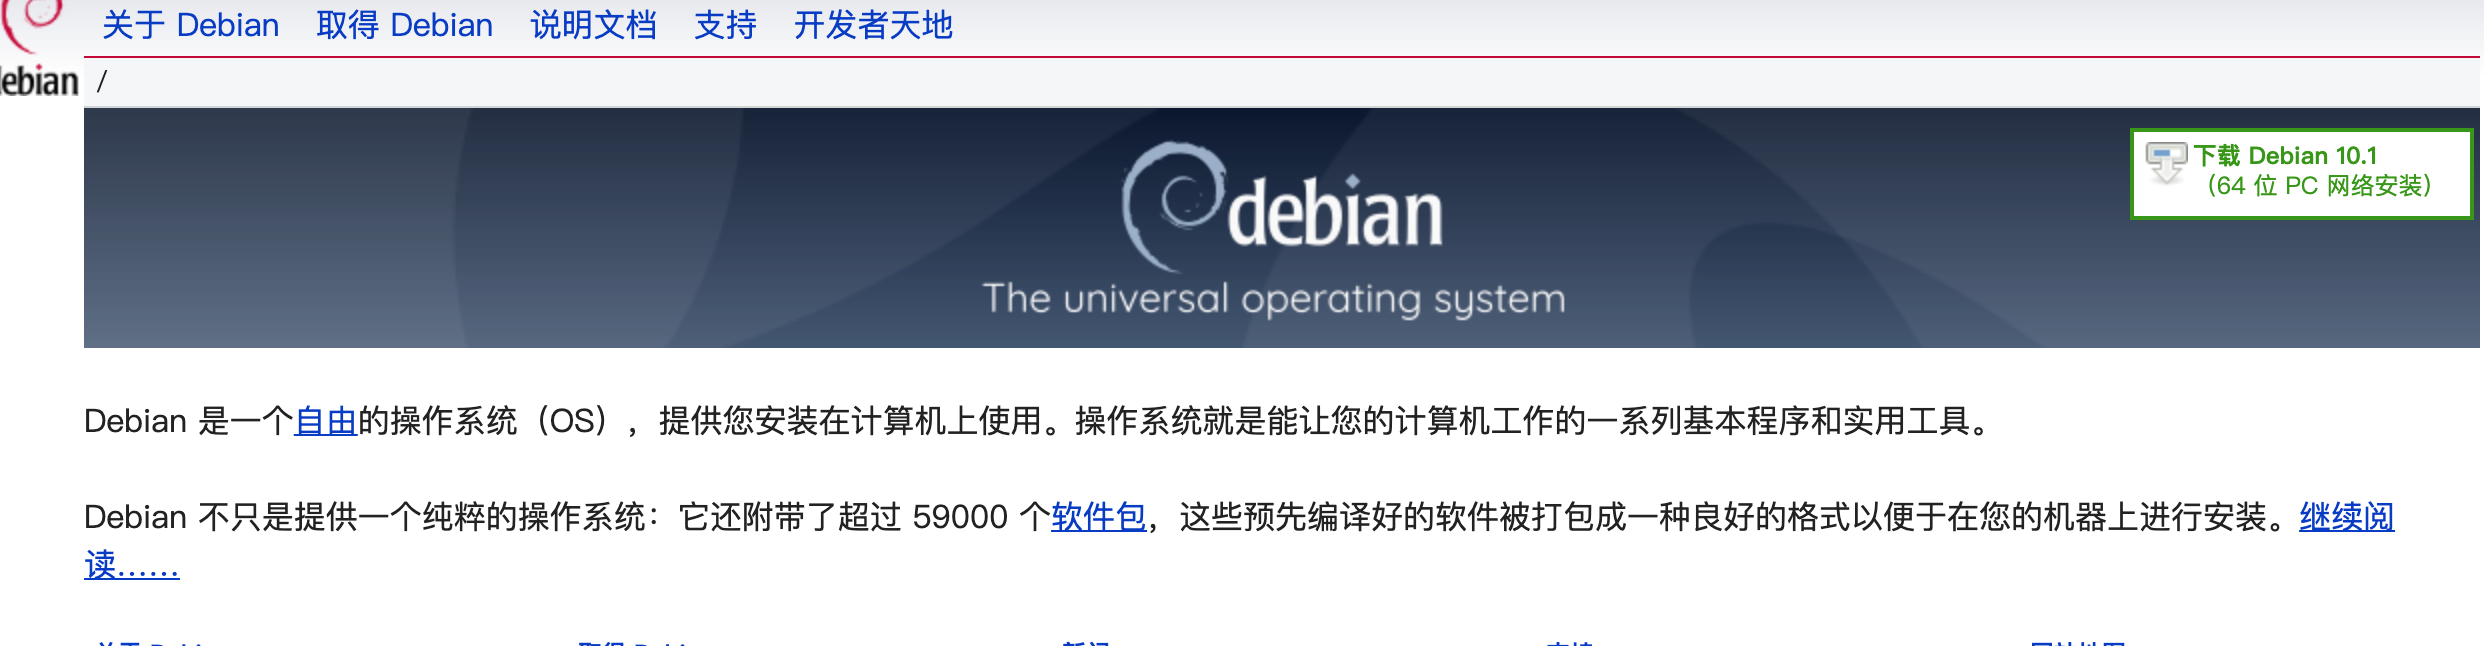 关于 Debian 取得 Debian 说明文档 支持 开发者天地
debian /
debian
The universal operating system
下载 Debian 10.1
（64 位 PC 网络安装）
Debian 是一个自由的操作系统（OS），提供您安装在计算机上使用。操作系统就是能让您的计算机工作的一系列基本程序和实用工具。
Debian 不只是提供一个纯粹的操作系统：它还附带了超过 59000 个软件包，这些预先编译好的软件被打包成一种良好的格式以便于在您的机器上进行安装。继续阅
读……